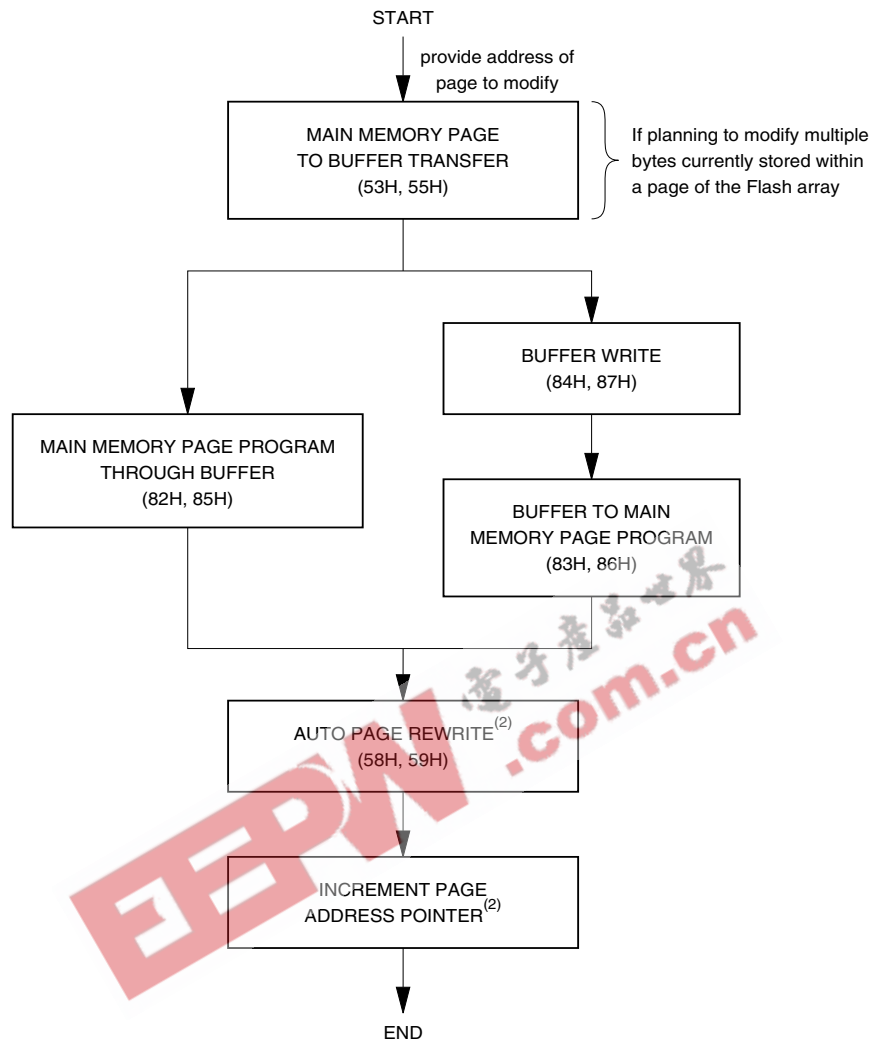 START
provide address of
page to modify
MAIN MEMORY PAGE
TO BUFFER TRANSFER
(53H, 55H)
If planning to modify multiple
bytes currently stored within
a page of the Flash array
BUFFER WRITE
(84H, 87H)
MAIN MEMORY PAGE PROGRAM
THROUGH BUFFER
(82H, 85H)
BUFFER TO MAIN
MEMORY PAGE PROGRAM
(83H, 86H)
電子產品世界
.com.cn
AUTO PAGE REWRITE(2)
(58H, 59H)
EEPW
INCREMENT PAGE
ADDRESS POINTER(2)
END